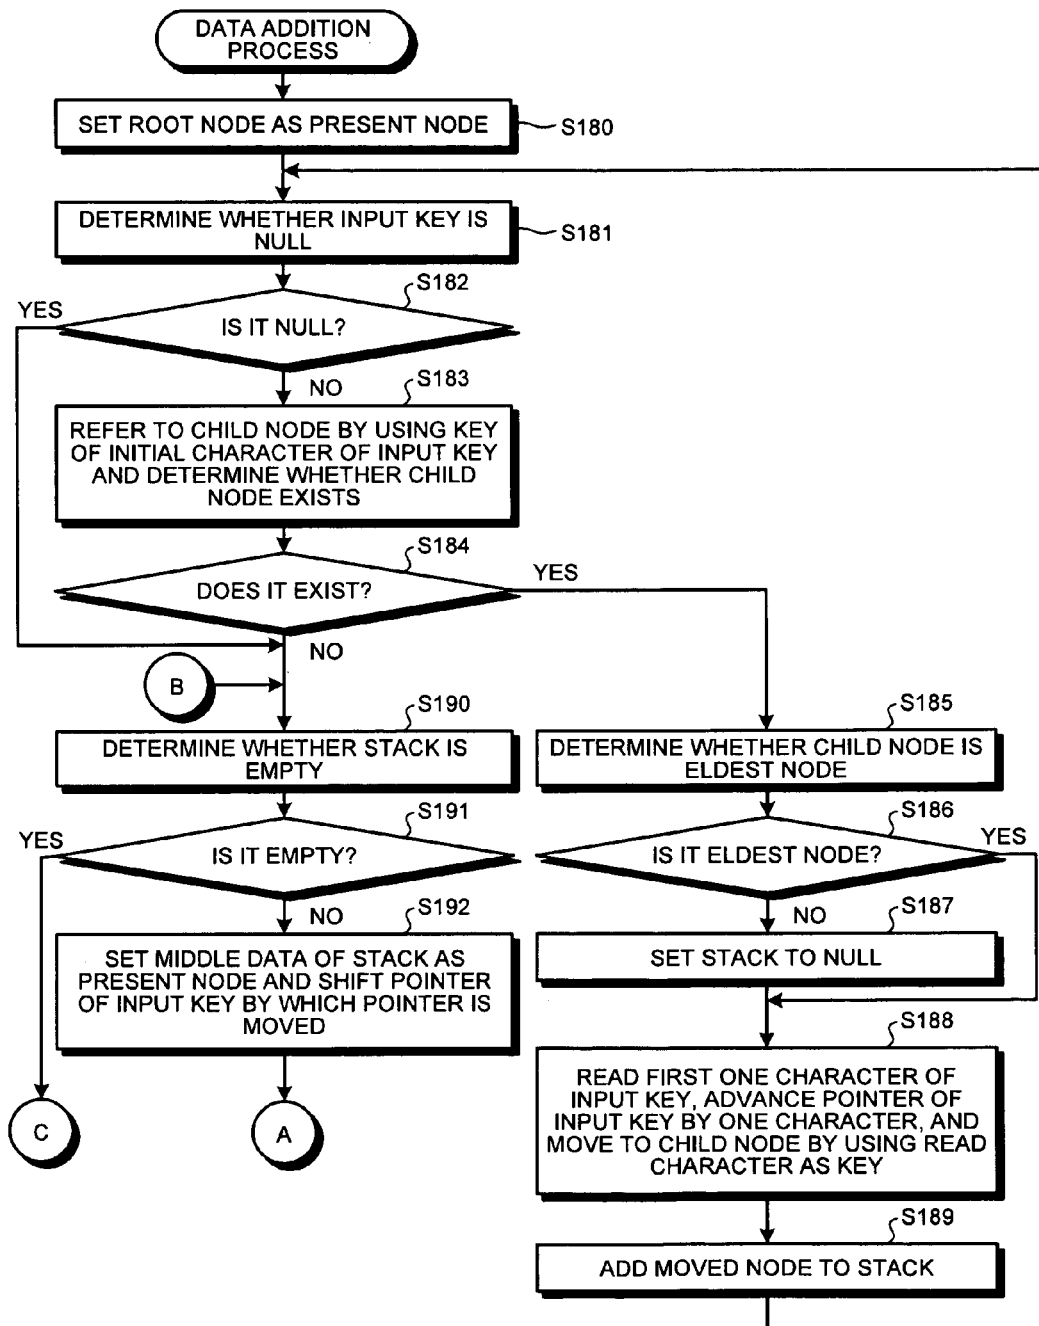 DATA ADDITION
PROCESS
SET ROOT NODE AS PRESENT NODE
S180
DETERMINE WHETHER INPUT KEY IS
NULL
S181
S182
YES
IS IT NULL?
NO
S183
REFER TO CHILD NODE BY USING KEY
OF INITIAL CHARACTER OF INPUT KEY
AND DETERMINE WHETHER CHILD
NODE EXISTS
S184
DOES IT EXIST?
YES
NO
B
S190
DETERMINE WHETHER STACK IS
EMPTY
S185
DETERMINE WHETHER CHILD NODE IS
ELDEST NODE
S191
YES
IS IT EMPTY?
NO
S186
YES
IS IT ELDEST NODE?
NO
S192
SET MIDDLE DATA OF STACK AS
PRESENT NODE AND SHIFT POINTER
OF INPUT KEY BY WHICH POINTER IS
MOVED
S187
SET STACK TO NULL
S188
READ FIRST ONE CHARACTER OF
INPUT KEY, ADVANCE POINTER OF
INPUT KEY BY ONE CHARACTER, AND
MOVE TO CHILD NODE BY USING READ
CHARACTER AS KEY
C
A
S189
ADD MOVED NODE TO STACK